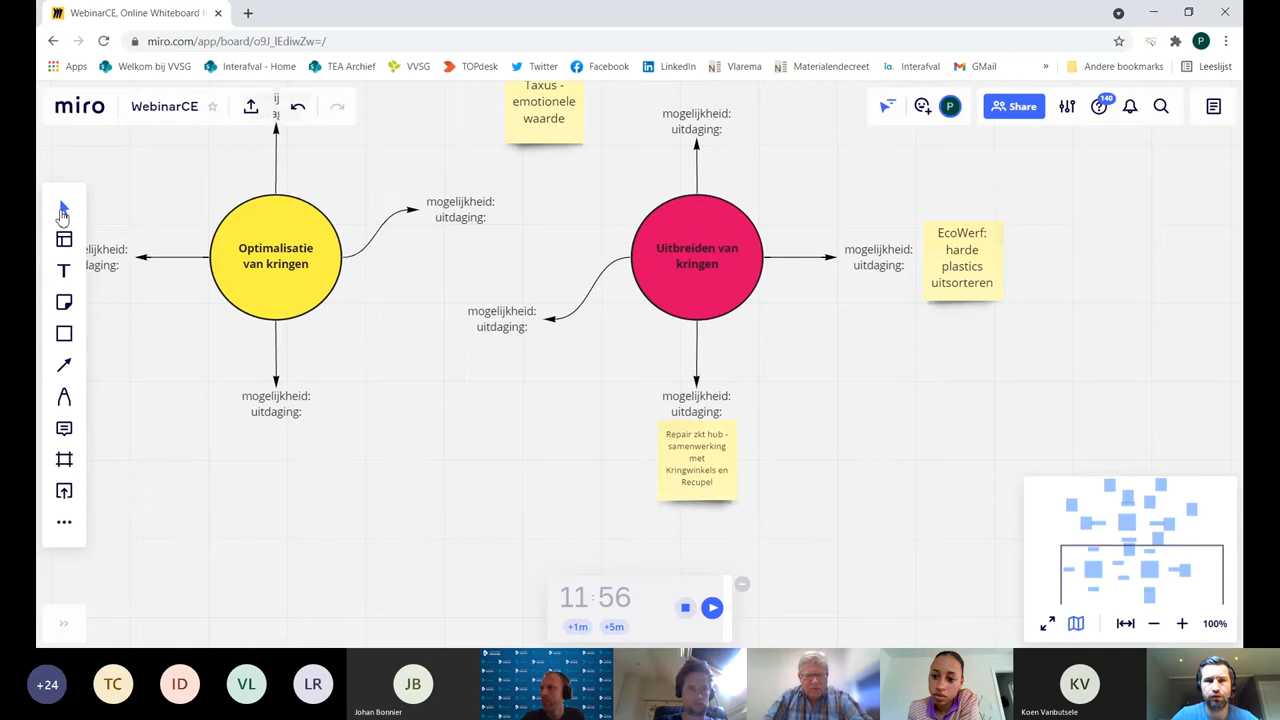 WebinarCE, Online Whiteboard f
miro.com/app/board/o9J_lEdiwZw=/
P
Apps
Welkom bij VVSG
Interafval - Home
TEA Archief
VVSG
TOPdesk
Twitter
Facebook
LinkedIn
Vlarema
Materialendecreet
Interafval
GMail
»
Andere bookmarks
Leeslijst
miro
WebinarCE
P
Share
140
Taxus -
emotionele
waarde
mogelijkheid:
uitdaging:
mogelijkheid:
uitdaging:
Optimalisatie
van kringen
elijkheid:
daging:
Uitbreiden van
kringen
mogelijkheid:
uitdaging:
EcoWerf:
harde
plastics
uitsorteren
mogelijkheid:
uitdaging:
mogelijkheid:
uitdaging:
mogelijkheid:
uitdaging:
Repair zkt hub -
samenwerking
met
Kringwinkels en
Recupel
11:56
+1m
+5m
100%
+24
TC
ID
VL
LR
JB
Johan Bonnier
KV
Koen Vanbutsele